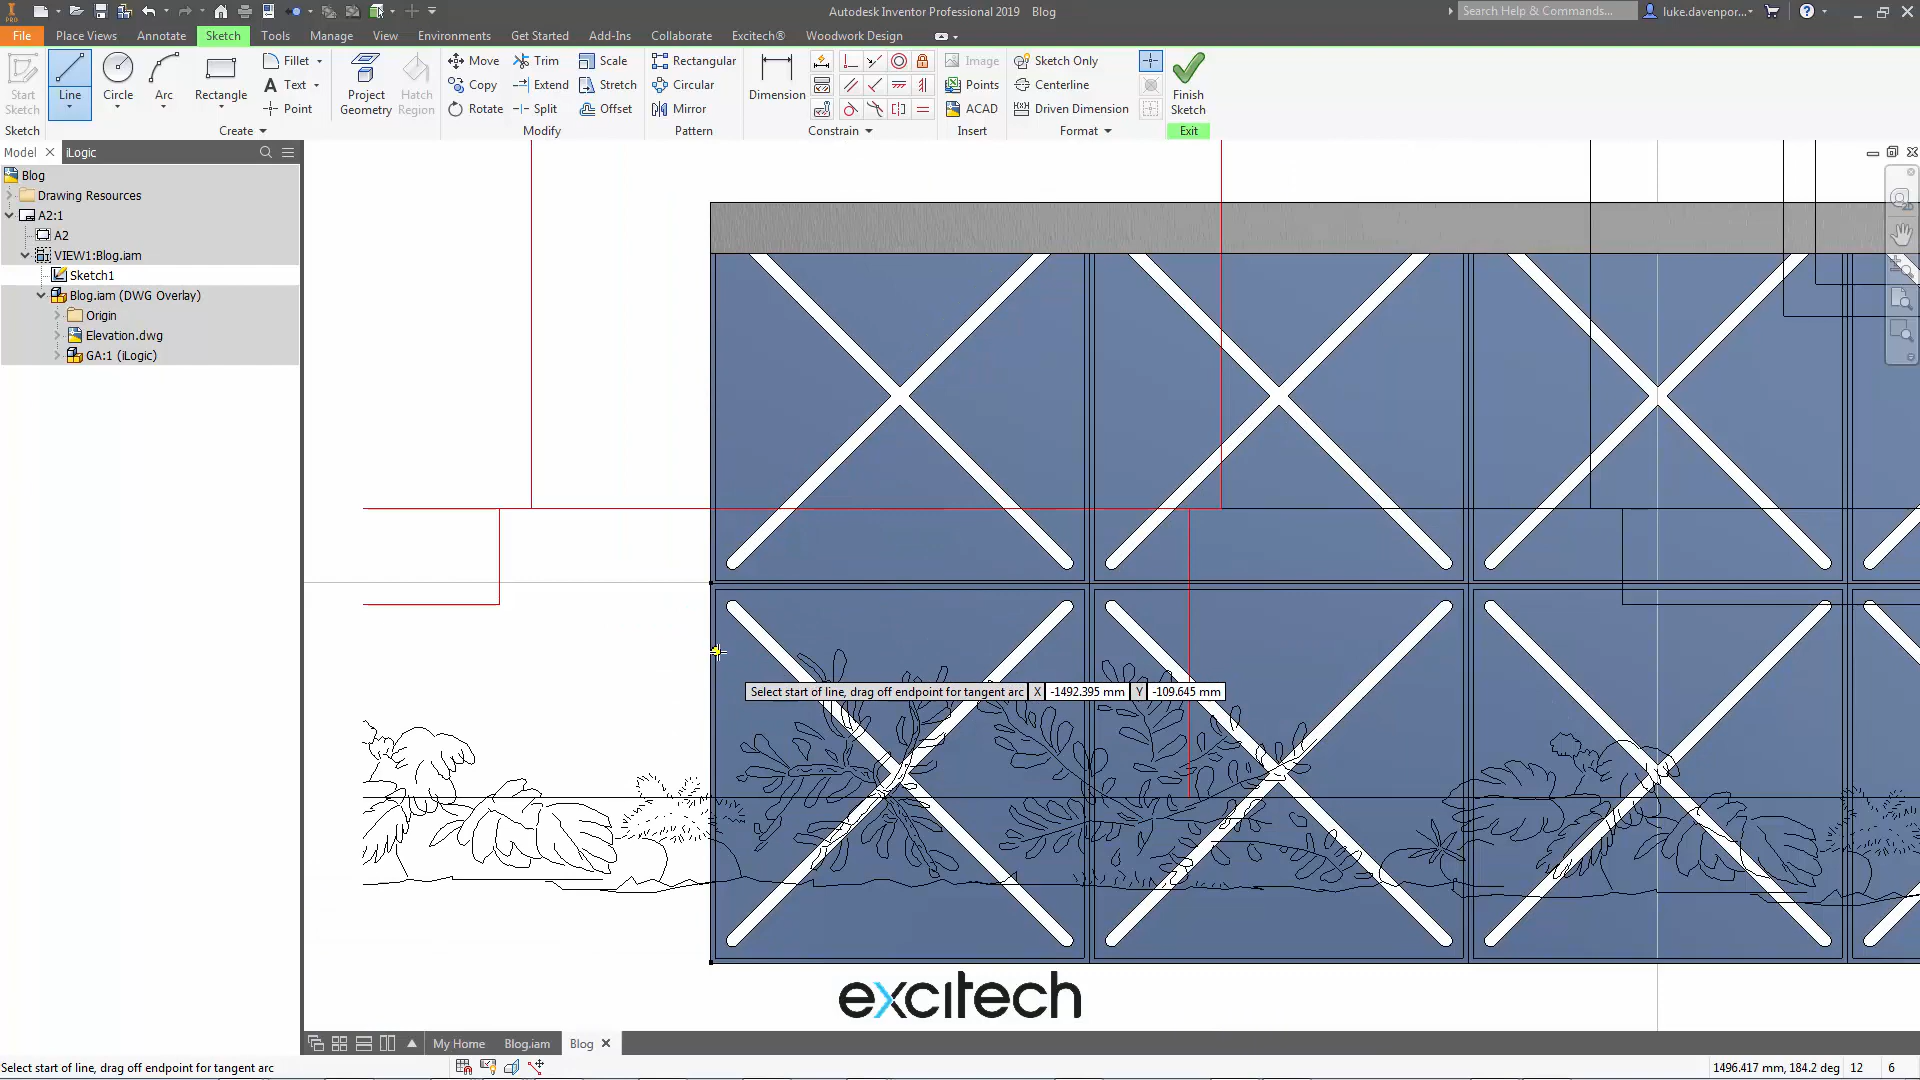 PRO
Autodesk Inventor Professional 2019 Blog
Search Help & Commands...
luke.davenpor...
File Place Views Annotate Sketch Tools Manage View Environments Get Started Add-Ins Collaborate Excitech® Woodwork Design
Start Sketch
Line
Circle
Arc
Rectangle
Fillet
Text
Point
Project Geometry
Hatch Region
Move
Copy
Rotate
Trim
Extend
Split
Scale
Stretch
Offset
Rectangular
Circular
Mirror
Dimension
Image
Points
ACAD
Sketch Only
Centerline
Driven Dimension
Finish Sketch
Sketch Create Modify Pattern Constrain Insert Format Exit
Model iLogic
Blog
Drawing Resources
A2:1
A2
VIEW1:Blog.iam
Sketch1
Blog.iam (DWG Overlay)
Origin
Elevation.dwg
GA:1 (iLogic)
Select start of line, drag off endpoint for tangent arc X -1492.395 mm Y -109.645 mm
excitech
My Home Blog.iam Blog
Select start of line, drag off endpoint for tangent arc
1496.417 mm, 184.2 deg 12 6